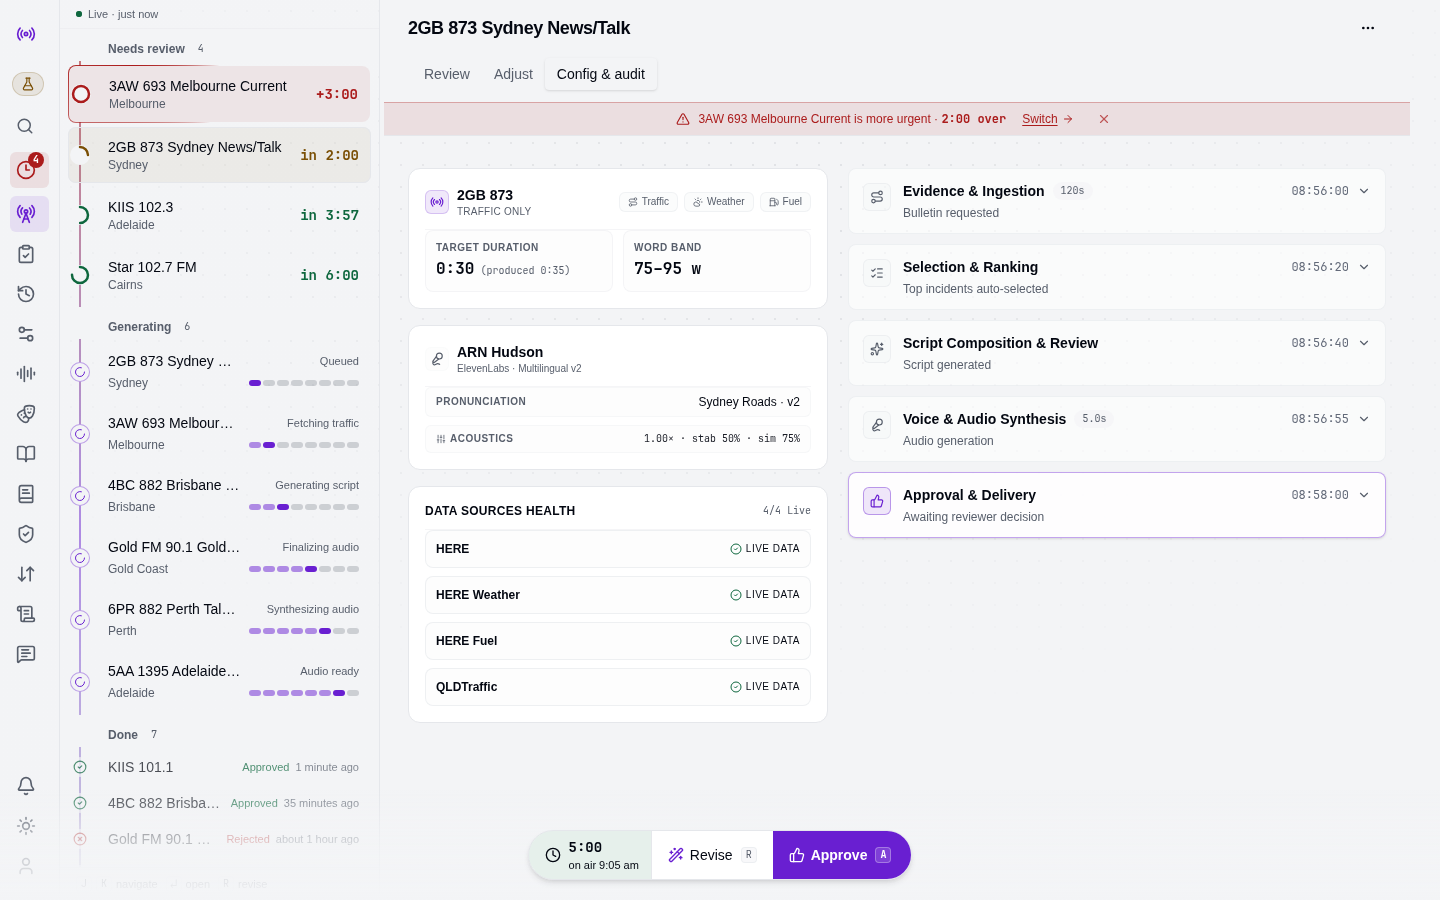 Live · just now
Needs review 4
3AW 693 Melbourne Current
Melbourne
+3:00
2GB 873 Sydney News/Talk
Sydney
in 2:00
KIIS 102.3
Adelaide
in 3:57
Star 102.7 FM
Cairns
in 6:00
Generating 6
2GB 873 Sydney …
Queued
Sydney
3AW 693 Melbour…
Fetching traffic
Melbourne
4BC 882 Brisbane …
Generating script
Brisbane
Gold FM 90.1 Gold…
Finalizing audio
Gold Coast
6PR 882 Perth Tal…
Synthesizing audio
Perth
5AA 1395 Adelaide…
Audio ready
Adelaide
Done 7
KIIS 101.1
Approved 1 minute ago
4BC 882 Brisba…
Approved 35 minutes ago
Gold FM 90.1 …
Rejected about 1 hour ago
navigate open R revise
4
2GB 873 Sydney News/Talk
Review Adjust Config & audit
3AW 693 Melbourne Current is more urgent · 2:00 over Switch
2GB 873
TRAFFIC ONLY
Traffic Weather Fuel
TARGET DURATION
0:30 (produced 0:35)
WORD BAND
75–95 w
ARN Hudson
ElevenLabs · Multilingual v2
PRONUNCIATION
Sydney Roads · v2
ACOUSTICS
1.00× · stab 50% · sim 75%
DATA SOURCES HEALTH
4/4 Live
HERE
LIVE DATA
HERE Weather
LIVE DATA
HERE Fuel
LIVE DATA
QLDTraffic
LIVE DATA
Evidence & Ingestion 120s
08:56:00
Bulletin requested
Selection & Ranking
08:56:20
Top incidents auto-selected
Script Composition & Review
08:56:40
Script generated
Voice & Audio Synthesis 5.0s
08:56:55
Audio generation
Approval & Delivery
08:58:00
Awaiting reviewer decision
5:00
on air 9:05 am
Revise R
Approve A